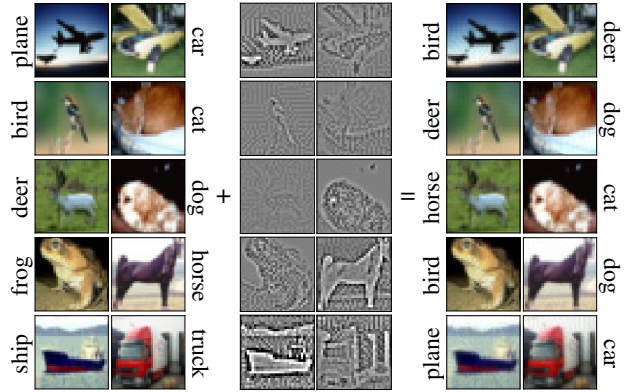 plane car + = bird deer
bird cat deer dog
deer dog horse cat
frog horse bird dog
ship truck plane car